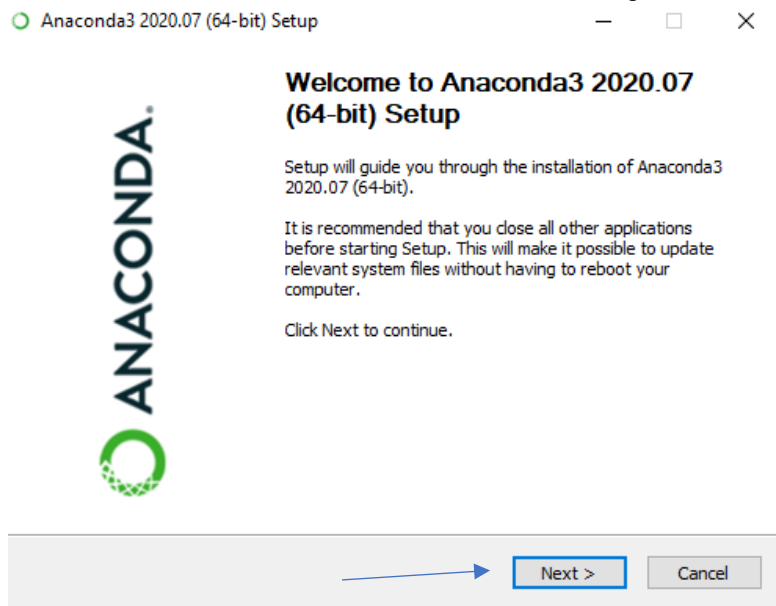 Anaconda3 2020.07 (64-bit) Setup
Welcome to Anaconda3 2020.07
(64-bit) Setup
ANACONDA.
Setup will guide you through the installation of Anaconda3
2020.07 (64-bit).
It is recommended that you close all other applications
before starting Setup. This will make it possible to update
relevant system files without having to reboot your
computer.
Click Next to continue.
Next >
Cancel